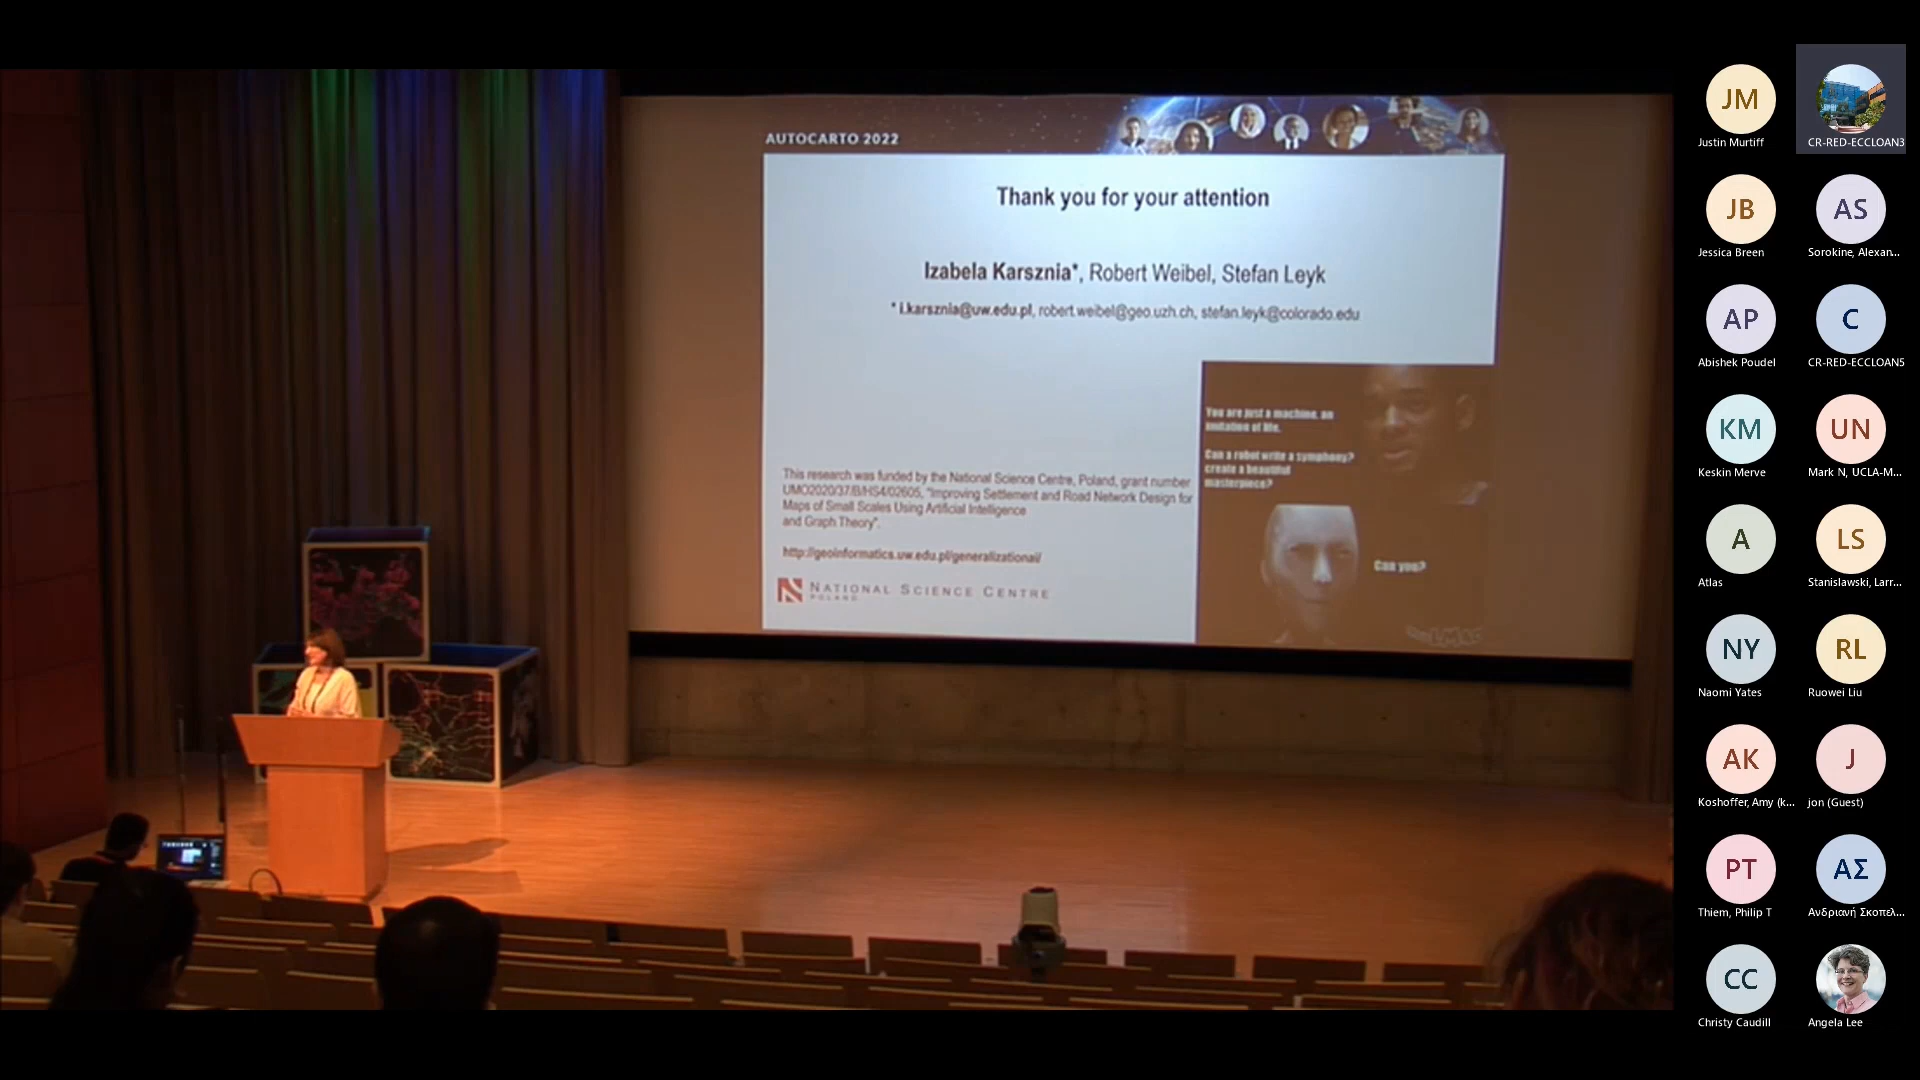 AUTOCARTO 2022
Thank you for your attention
Izabela Karsznia*, Robert Weibel, Stefan Leyk
* i.karsznia@uw.edu.pl, robert.weibel@geo.uzh.ch, stefan.leyk@colorado.edu
You are just a machine, an
imitation of life.
Can a robot write a symphony?
create a beautiful
masterpiece?
Can you?
This research was funded by the National Science Centre, Poland, grant number
UMO2020/37/B/HS4/02605, "Improving Settlement and Road Network Design for
Maps of Small Scales Using Artificial Intelligence
and Graph Theory".
http://geoinformatics.uw.edu.pl/generalizationai/
NATIONAL SCIENCE CENTRE
POLAND
JM
Justin Murtiff
CR-RED-ECCLOAN3
JB
Jessica Breen
AS
Sorokine, Alexan...
AP
Abishek Poudel
C
CR-RED-ECCLOAN5
KM
Keskin Merve
UN
Mark N, UCLA-M...
A
Atlas
LS
Stanislawski, Larr...
NY
Naomi Yates
RL
Ruowei Liu
AK
Koshoffer, Amy (k...
J
jon (Guest)
PT
Thiem, Philip T
ΑΣ
Ανδριανή Σκοπελ...
CC
Christy Caudill
Angela Lee